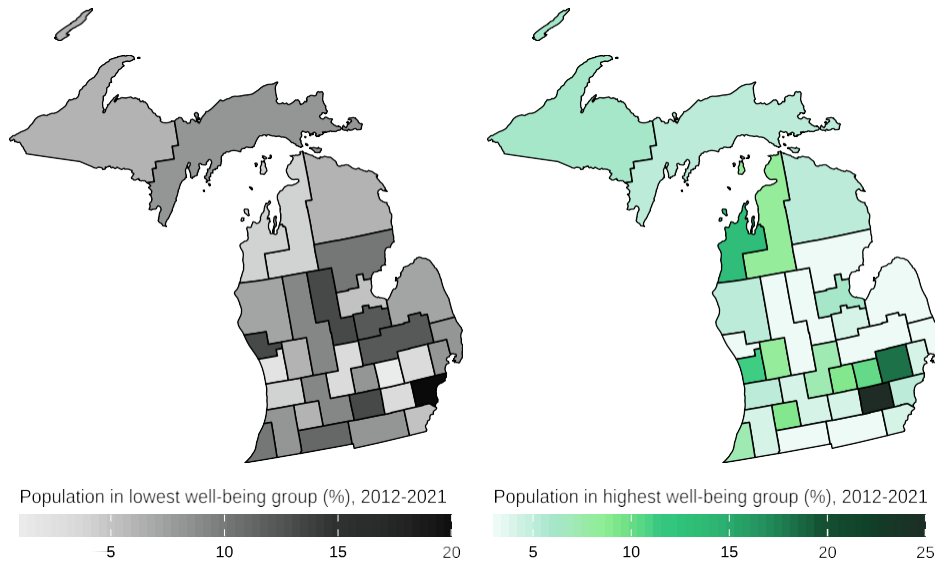 Population in lowest well-being group (%), 2012-2021
5 10 15 20
Population in highest well-being group (%), 2012-2021
5 10 15 20 25